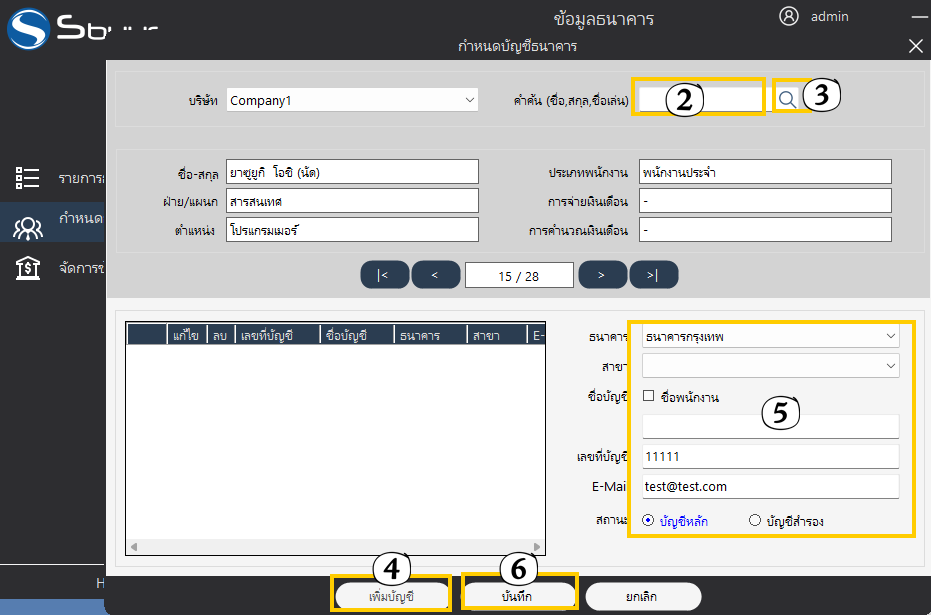 ข้อมูลธนาคาร
admin
กำหนดบัญชีธนาคาร
บริษัท Company1 คำค้น (ชื่อ,สกุล,ชื่อเล่น) 2 3
ชื่อ-สกุล ยาซูยูกิ โอชิ (นัด) ประเภทพนักงาน พนักงานประจำ
ฝ่าย/แผนก สารสนเทศ การจ่ายเงินเดือน -
ตำแหน่ง โปรแกรมเมอร์ การคำนวณเงินเดือน -
รายการ
กำหนด
จัดการ
|< < 15 / 28 > >|
แก้ไข ลบ เลขที่บัญชี ชื่อบัญชี ธนาคาร สาขา E-
ธนาคาร ธนาคารกรุงเทพ
สาขา
ชื่อบัญชี ชื่อพนักงาน
5
เลขที่บัญชี 11111
E-Mail test@test.com
สถานะ บัญชีหลัก บัญชีสำรอง
4 6
H
เพิ่มบัญชี บันทึก ยกเลิก